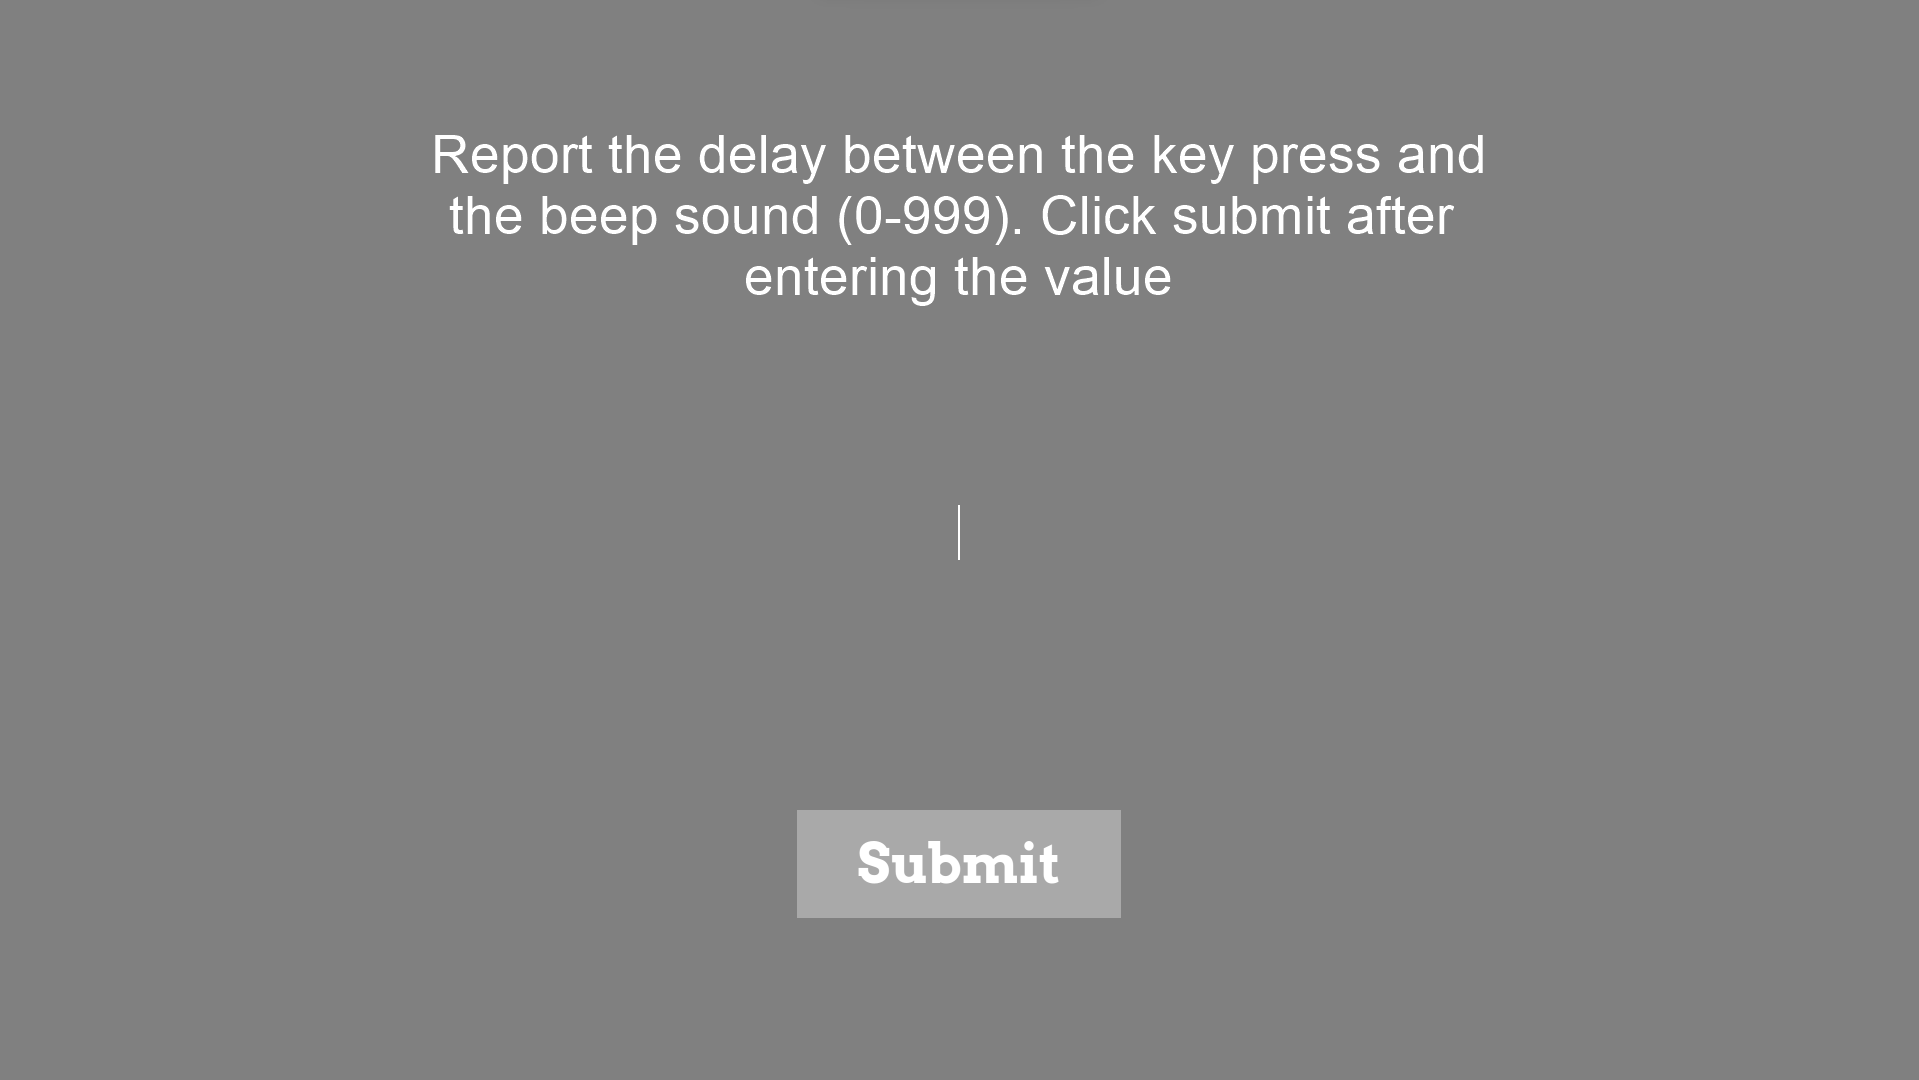 Report the delay between the key press and
the beep sound (0-999). Click submit after
entering the value
Submit